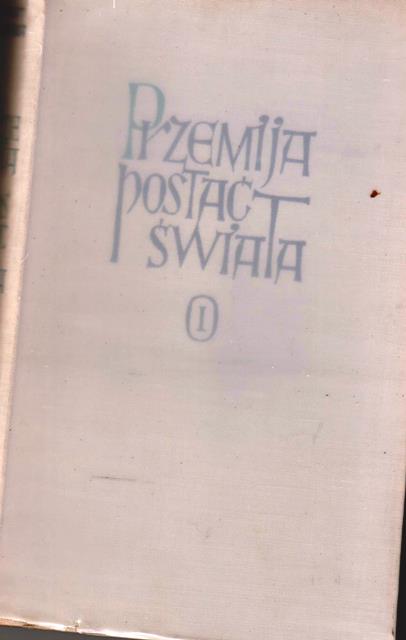 Przemija
postać
świata
I